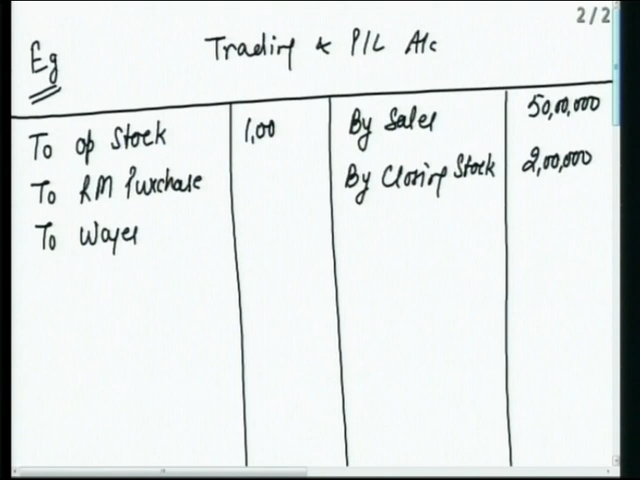 2/2
Eg
Trading & P/L A/c
To op Stock 1,00 By Sales 50,00,000
To RM Purchase By Closing Stock 2,00,000
To Wages